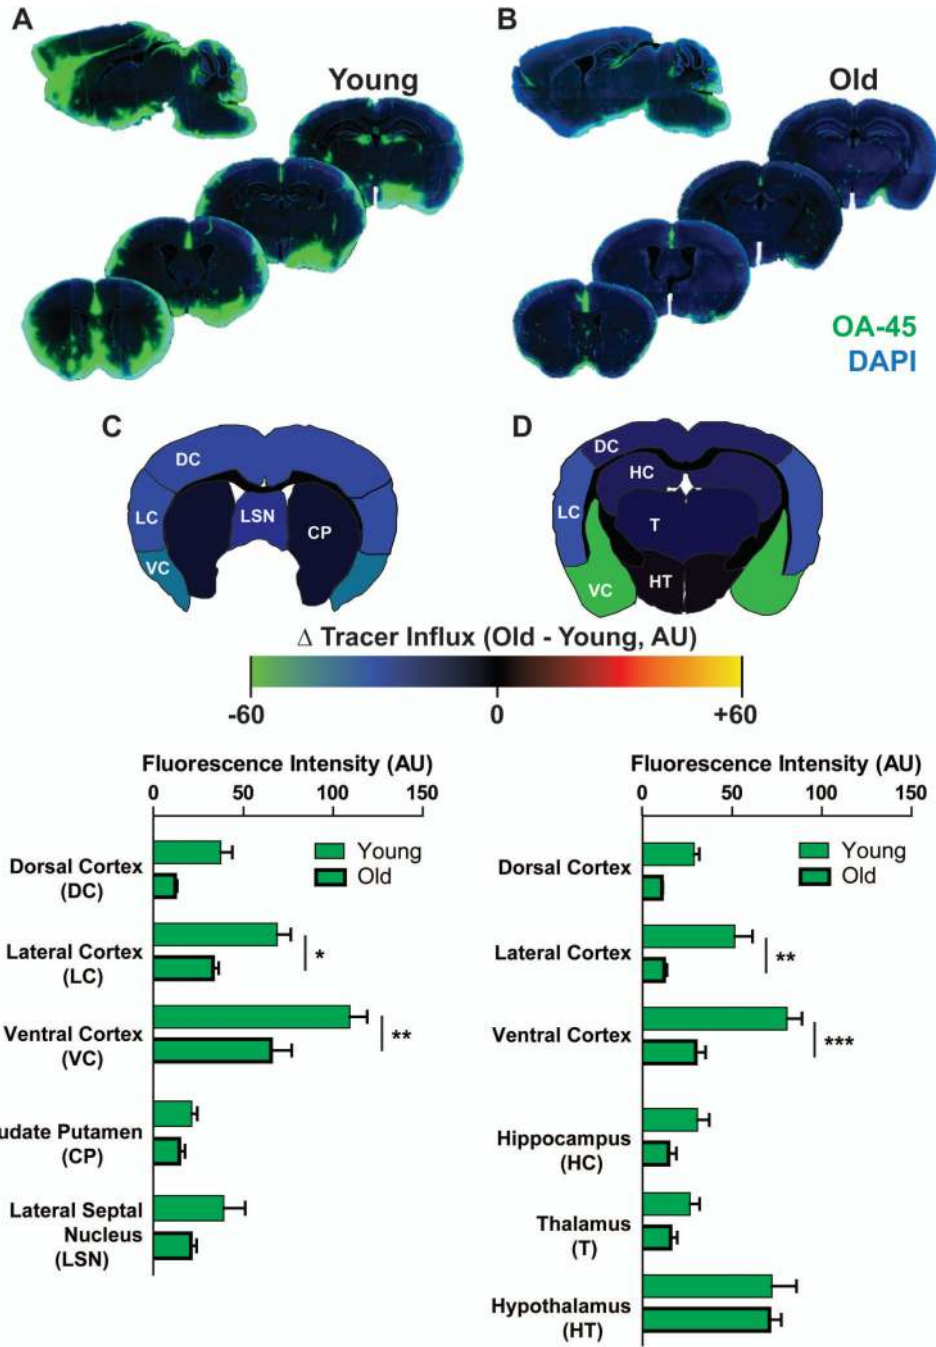 A
B
Young
Old
OA-45
DAPI
C
D
DC
LC
LSN
CP
VC
DC
HC
LC
T
VC
HT
Δ Tracer Influx (Old - Young, AU)
-60
0
+60
Fluorescence Intensity (AU)
0
50
100
150
Young
Old
Dorsal Cortex
(DC)
Lateral Cortex
(LC)
*
Ventral Cortex
(VC)
**
udate Putamen
(CP)
Lateral Septal
Nucleus
(LSN)
Fluorescence Intensity (AU)
0
50
100
150
Young
Old
Dorsal Cortex
Lateral Cortex
**
Ventral Cortex
***
Hippocampus
(HC)
Thalamus
(T)
Hypothalamus
(HT)